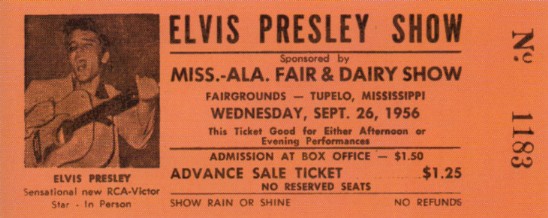 ELVIS PRESLEY SHOW
Sponsored by
MISS.-ALA. FAIR & DAIRY SHOW
FAIRGROUNDS — TUPELO, MISSISSIPPI
WEDNESDAY, SEPT. 26, 1956
This Ticket Good for Either Afternoon or
Evening Performances
ADMISSION AT BOX OFFICE — $1.50
ADVANCE SALE TICKET $1.25
NO RESERVED SEATS
SHOW RAIN OR SHINE NO REFUNDS
ELVIS PRESLEY
Sensational new RCA-Victor
Star - In Person
No 1183